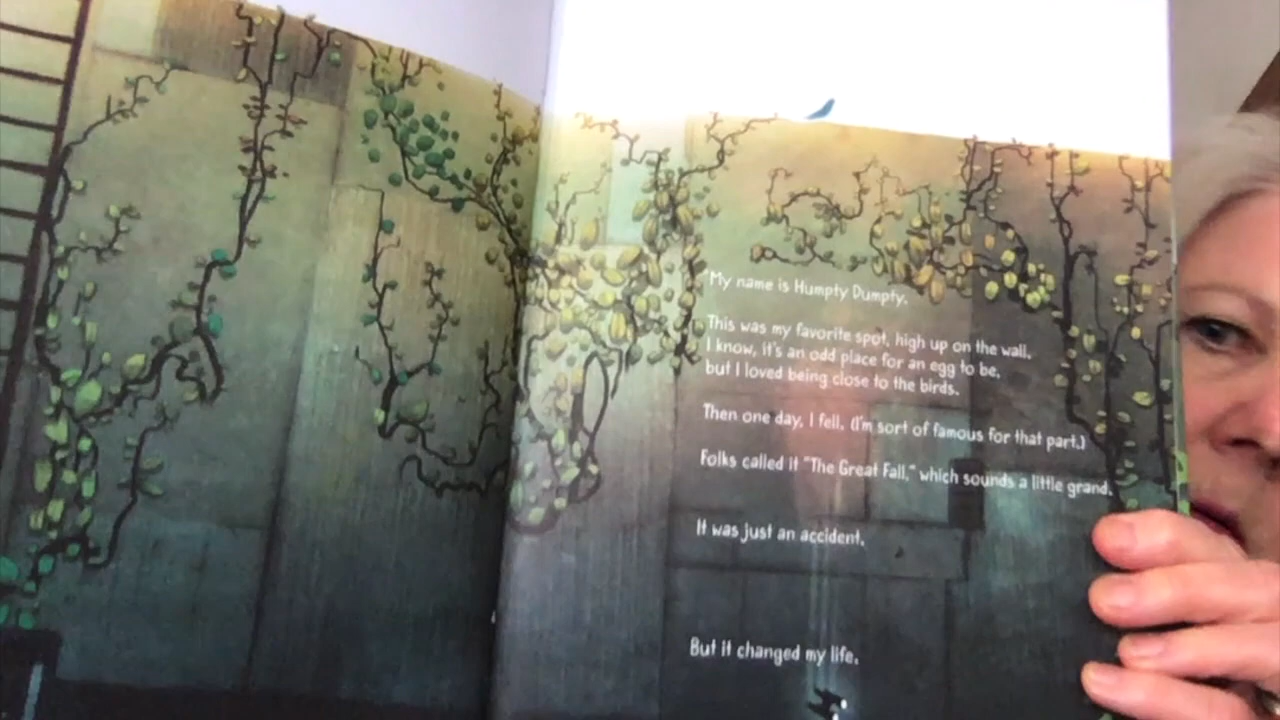 "My name is Humpty Dumpty.
This was my favorite spot, high up on the wall.
I know, it's an odd place for an egg to be,
but I loved being close to the birds.
Then one day, I fell. (I'm sort of famous for that part.)
Folks called it "The Great Fall," which sounds a little grand.
It was just an accident.
But it changed my life.